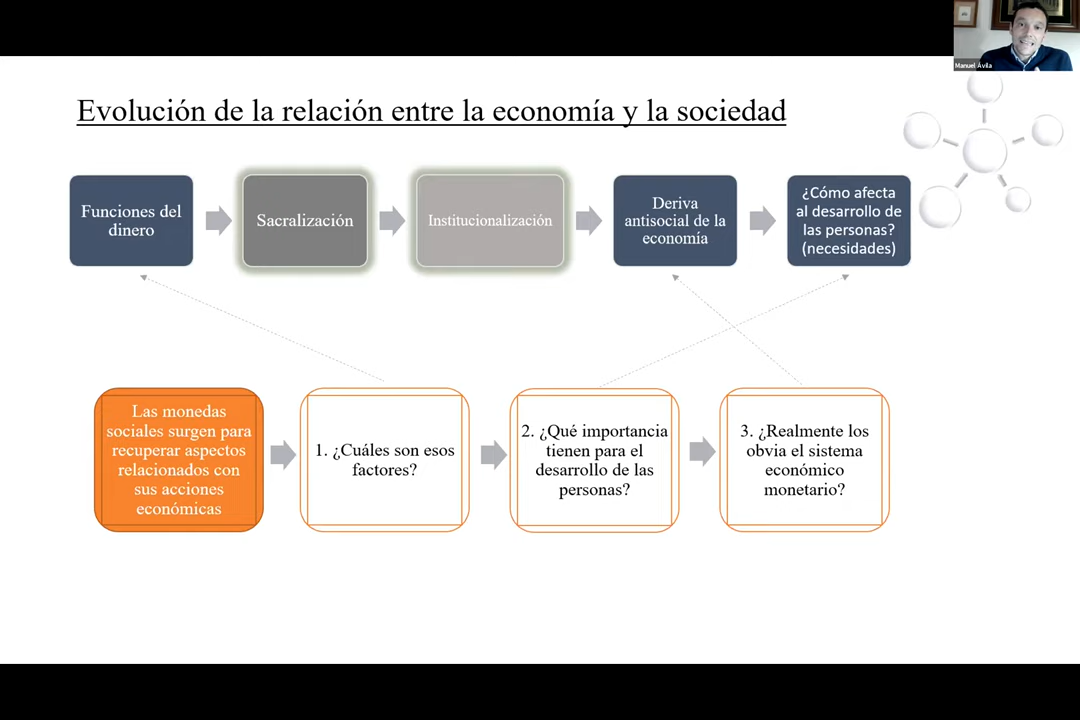 Manuel Ávila
Evolución de la relación entre la economía y la sociedad
Funciones del
dinero
Sacralización
Institucionalización
Deriva
antisocial de la
economía
¿Cómo afecta
al desarrollo de
las personas?
(necesidades)
Las monedas
sociales surgen para
recuperar aspectos
relacionados con
sus acciones
económicas
1. ¿Cuáles son esos
factores?
2. ¿Qué importancia
tienen para el
desarrollo de las
personas?
3. ¿Realmente los
obvia el sistema
económico
monetario?